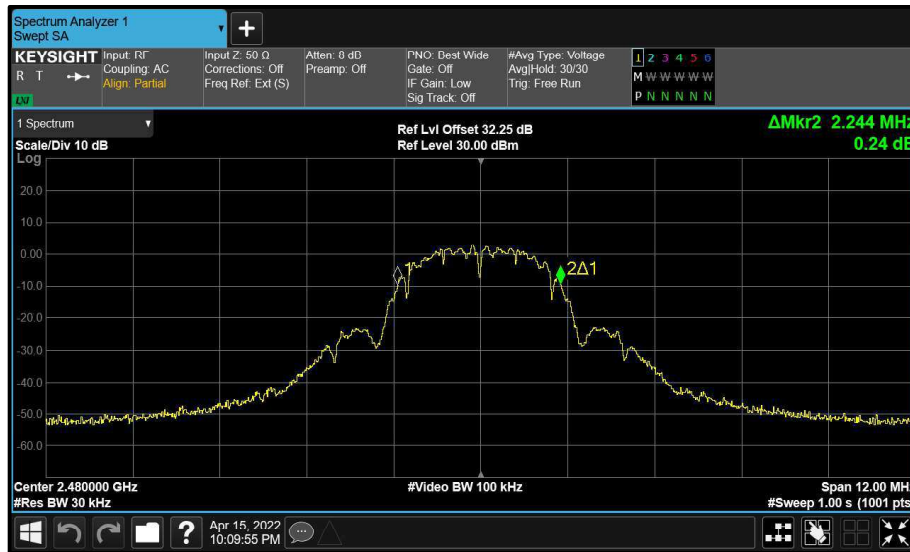 Spectrum Analyzer 1
Swept SA
KEYSIGHT Input: RF Input Z: 50 Ω Atten: 8 dB PNO: Best Wide #Avg Type: Voltage 1 2 3 4 5 6
R T Coupling: AC Corrections: Off Preamp: Off Gate: Off Avg|Hold: 30/30 M W W W W W
Align: Partial Freq Ref: Ext (S) IF Gain: Low Trig: Free Run
LXI Sig Track: Off P N N N N N
1 Spectrum Ref Lvl Offset 32.25 dB ΔMkr2 2.244 MHz
Scale/Div 10 dB Ref Level 30.00 dBm 0.24 dB
Log
20.0
10.0
0.00
1 2Δ1
-10.0
-20.0
-30.0
-40.0
-50.0
-60.0
Center 2.480000 GHz #Video BW 100 kHz Span 12.00 MHz
#Res BW 30 kHz #Sweep 1.00 s (1001 pts)
? Apr 15, 2022
10:09:55 PM